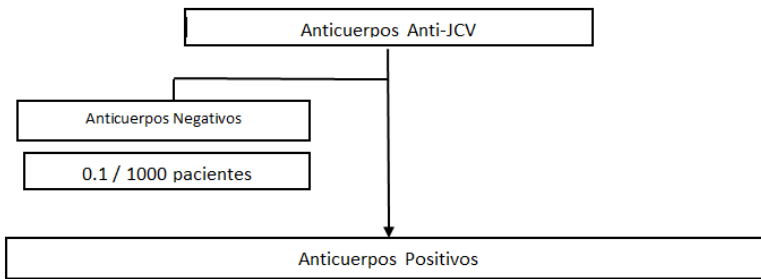 Anticuerpos Anti-JCV
Anticuerpos Negativos
0.1 / 1000 pacientes
Anticuerpos Positivos